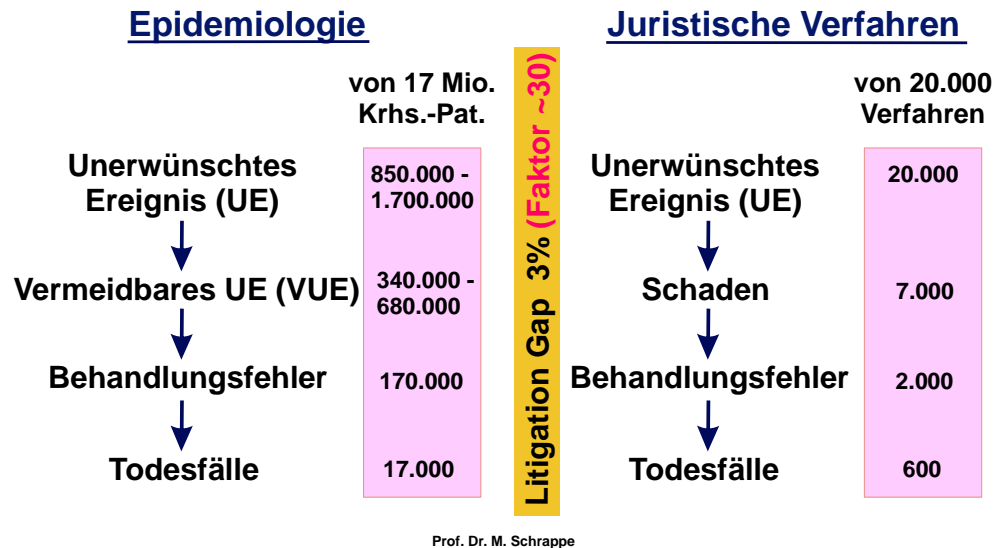 Epidemiologie
von 17 Mio.
Krhs.-Pat.
Unerwünschtes
Ereignis (UE)
850.000 -
1.700.000
Vermeidbares UE (VUE)
340.000 -
680.000
Behandlungsfehler
170.000
Todesfälle
17.000
Litigation Gap 3% (Faktor ~30)
Juristische Verfahren
von 20.000
Verfahren
Unerwünschtes
Ereignis (UE)
20.000
Schaden
7.000
Behandlungsfehler
2.000
Todesfälle
600
Prof. Dr. M. Schrappe